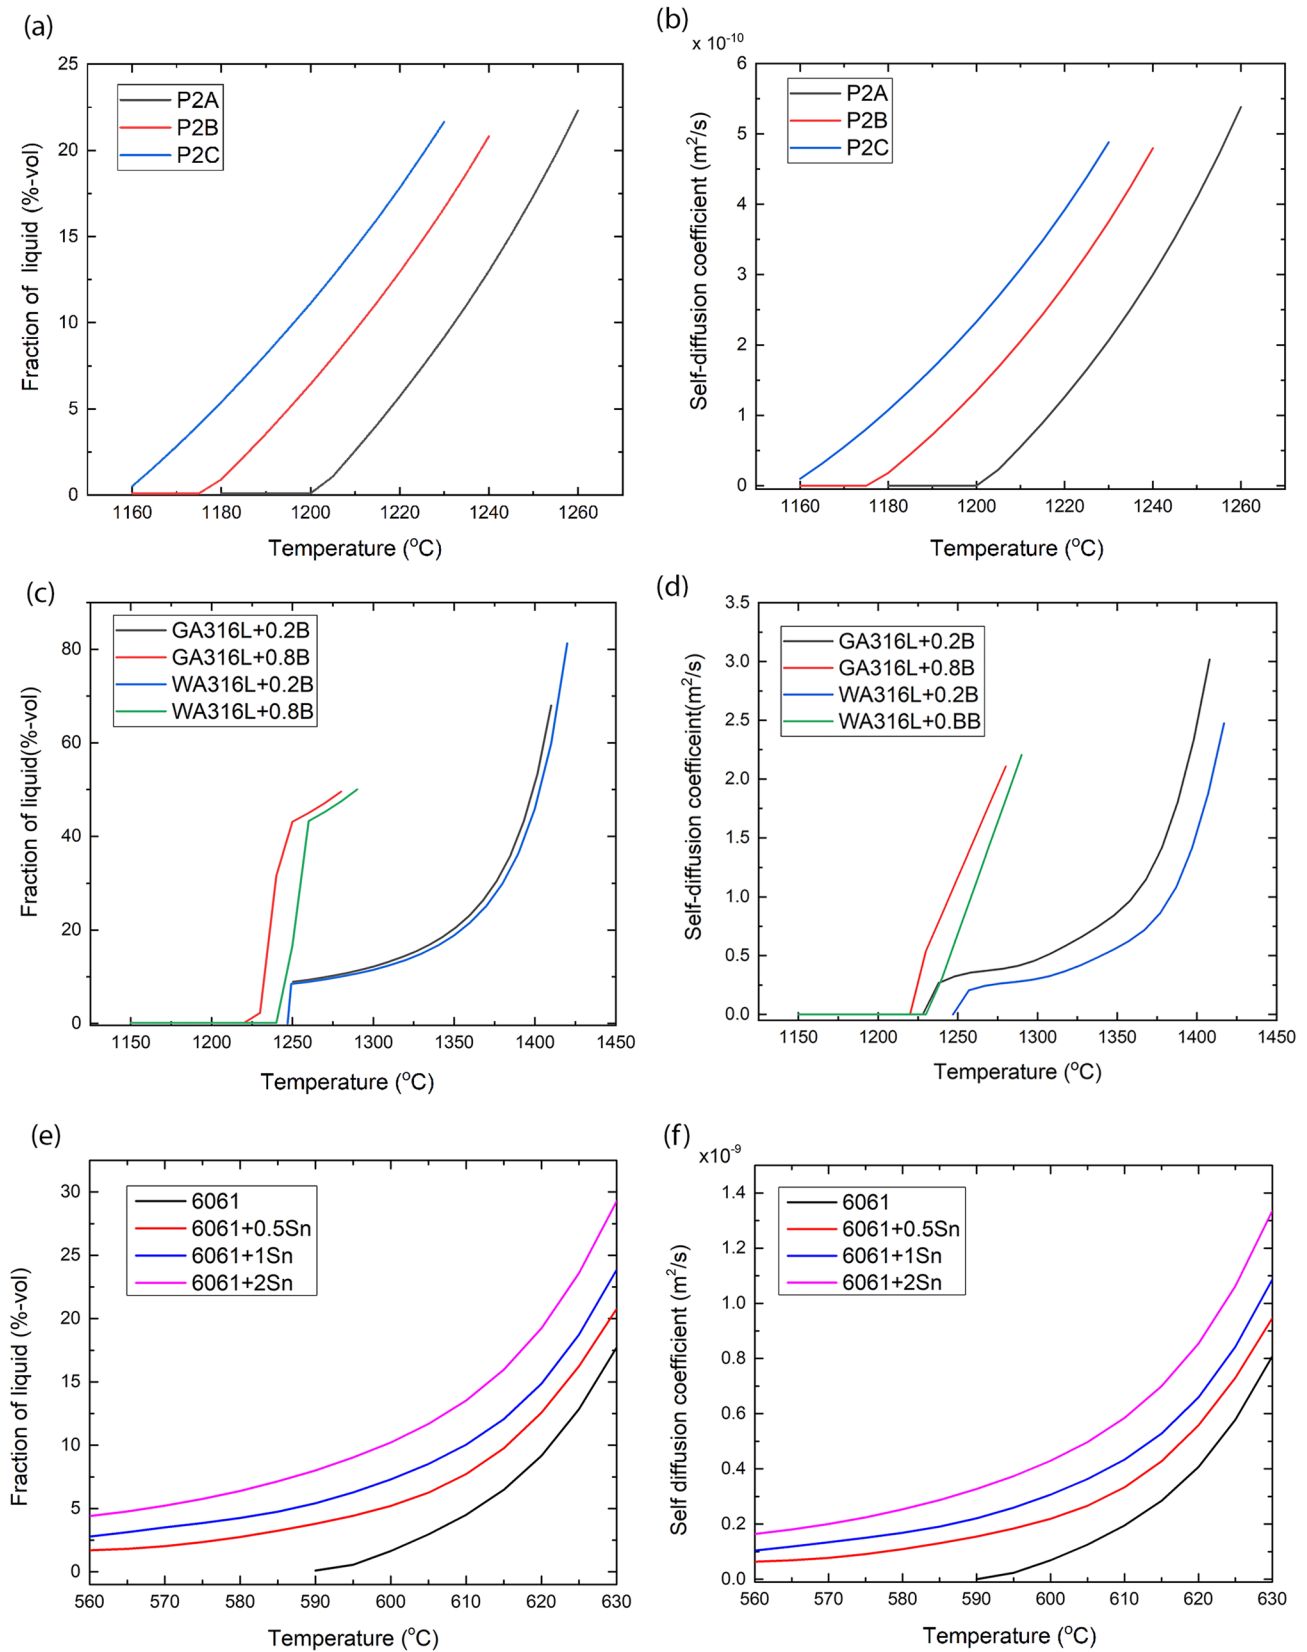 (a)
25
20
15
10
5
0
Fraction of liquid (%-vol)
P2A
P2B
P2C
1160 1180 1200 1220 1240 1260
Temperature (°C)
(b)
x 10⁻¹⁰
6
5
4
3
2
1
0
Self-diffusion coefficient (m²/s)
P2A
P2B
P2C
1160 1180 1200 1220 1240 1260
Temperature (°C)
(c)
80
60
40
20
0
Fraction of liquid(%-vol)
GA316L+0.2B
GA316L+0.8B
WA316L+0.2B
WA316L+0.8B
1150 1200 1250 1300 1350 1400 1450
Temperature (°C)
(d)
3.5
3.0
2.5
2.0
1.5
1.0
0.5
0.0
Self-diffusion coefficeint(m²/s)
GA316L+0.2B
GA316L+0.8B
WA316L+0.2B
WA316L+0.BB
1150 1200 1250 1300 1350 1400 1450
Temperature (°C)
(e)
30
25
20
15
10
5
0
Fraction of liquid (%-vol)
6061
6061+0.5Sn
6061+1Sn
6061+2Sn
560 570 580 590 600 610 620 630
Temperature (°C)
(f)
x10⁻⁹
1.4
1.2
1.0
0.8
0.6
0.4
0.2
0.0
Self diffusion coefficient (m²/s)
6061
6061+0.5Sn
6061+1Sn
6061+2Sn
560 570 580 590 600 610 620 630
Temperature (°C)